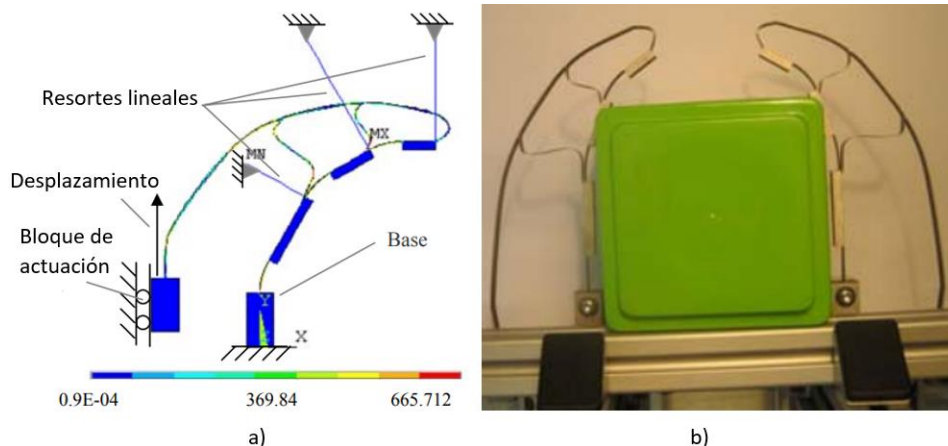 Resortes lineales
MX
MN
Desplazamiento
Bloque de
actuación
Base
Y
X
0.9E-04
369.84
665.712
a)
b)